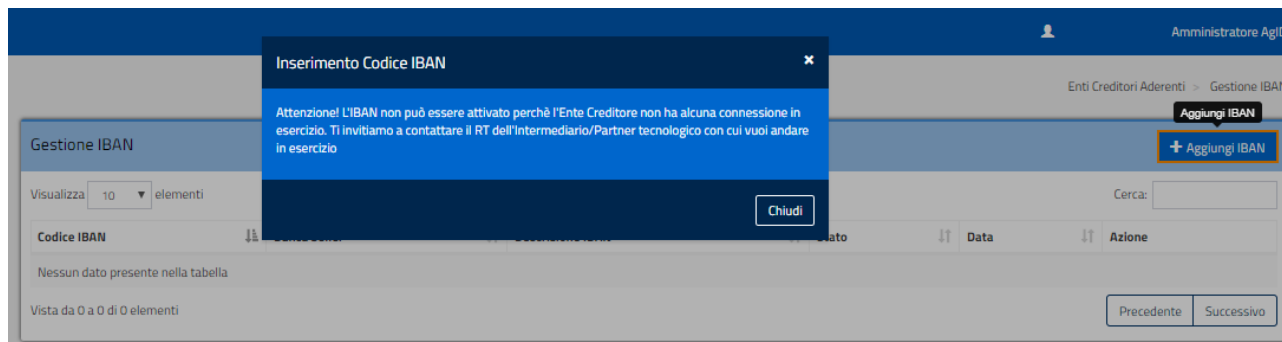 Amministratore AgID
Inserimento Codice IBAN ×
Enti Creditori Aderenti > Gestione IBAN
Attenzione! L'IBAN non può essere attivato perchè l'Ente Creditore non ha alcuna connessione in
esercizio. Ti invitiamo a contattare il RT dell'Intermediario/Partner tecnologico con cui vuoi andare
in esercizio
Aggiungi IBAN
Gestione IBAN
+ Aggiungi IBAN
Visualizza 10 elementi
Cerca:
Chiudi
Codice IBAN Stato Data Azione
Nessun dato presente nella tabella
Vista da 0 a 0 di 0 elementi
Precedente Successivo